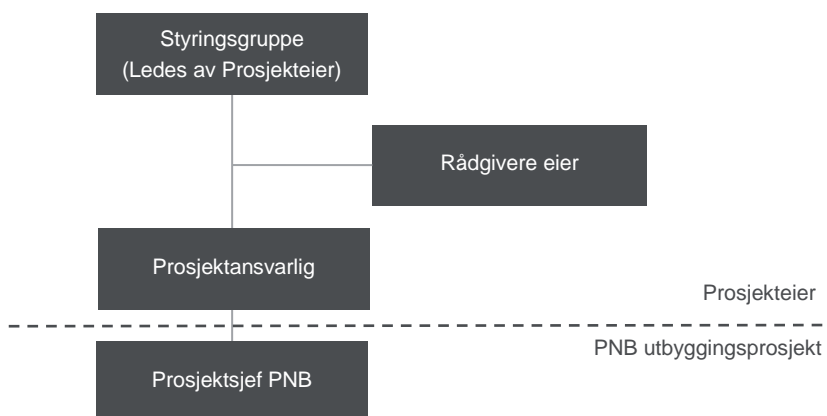 Styringsgruppe
(Ledes av Prosjekteier)
Rådgivere eier
Prosjektansvarlig
Prosjekteier
PNB utbyggingsprosjekt
Prosjektsjef PNB